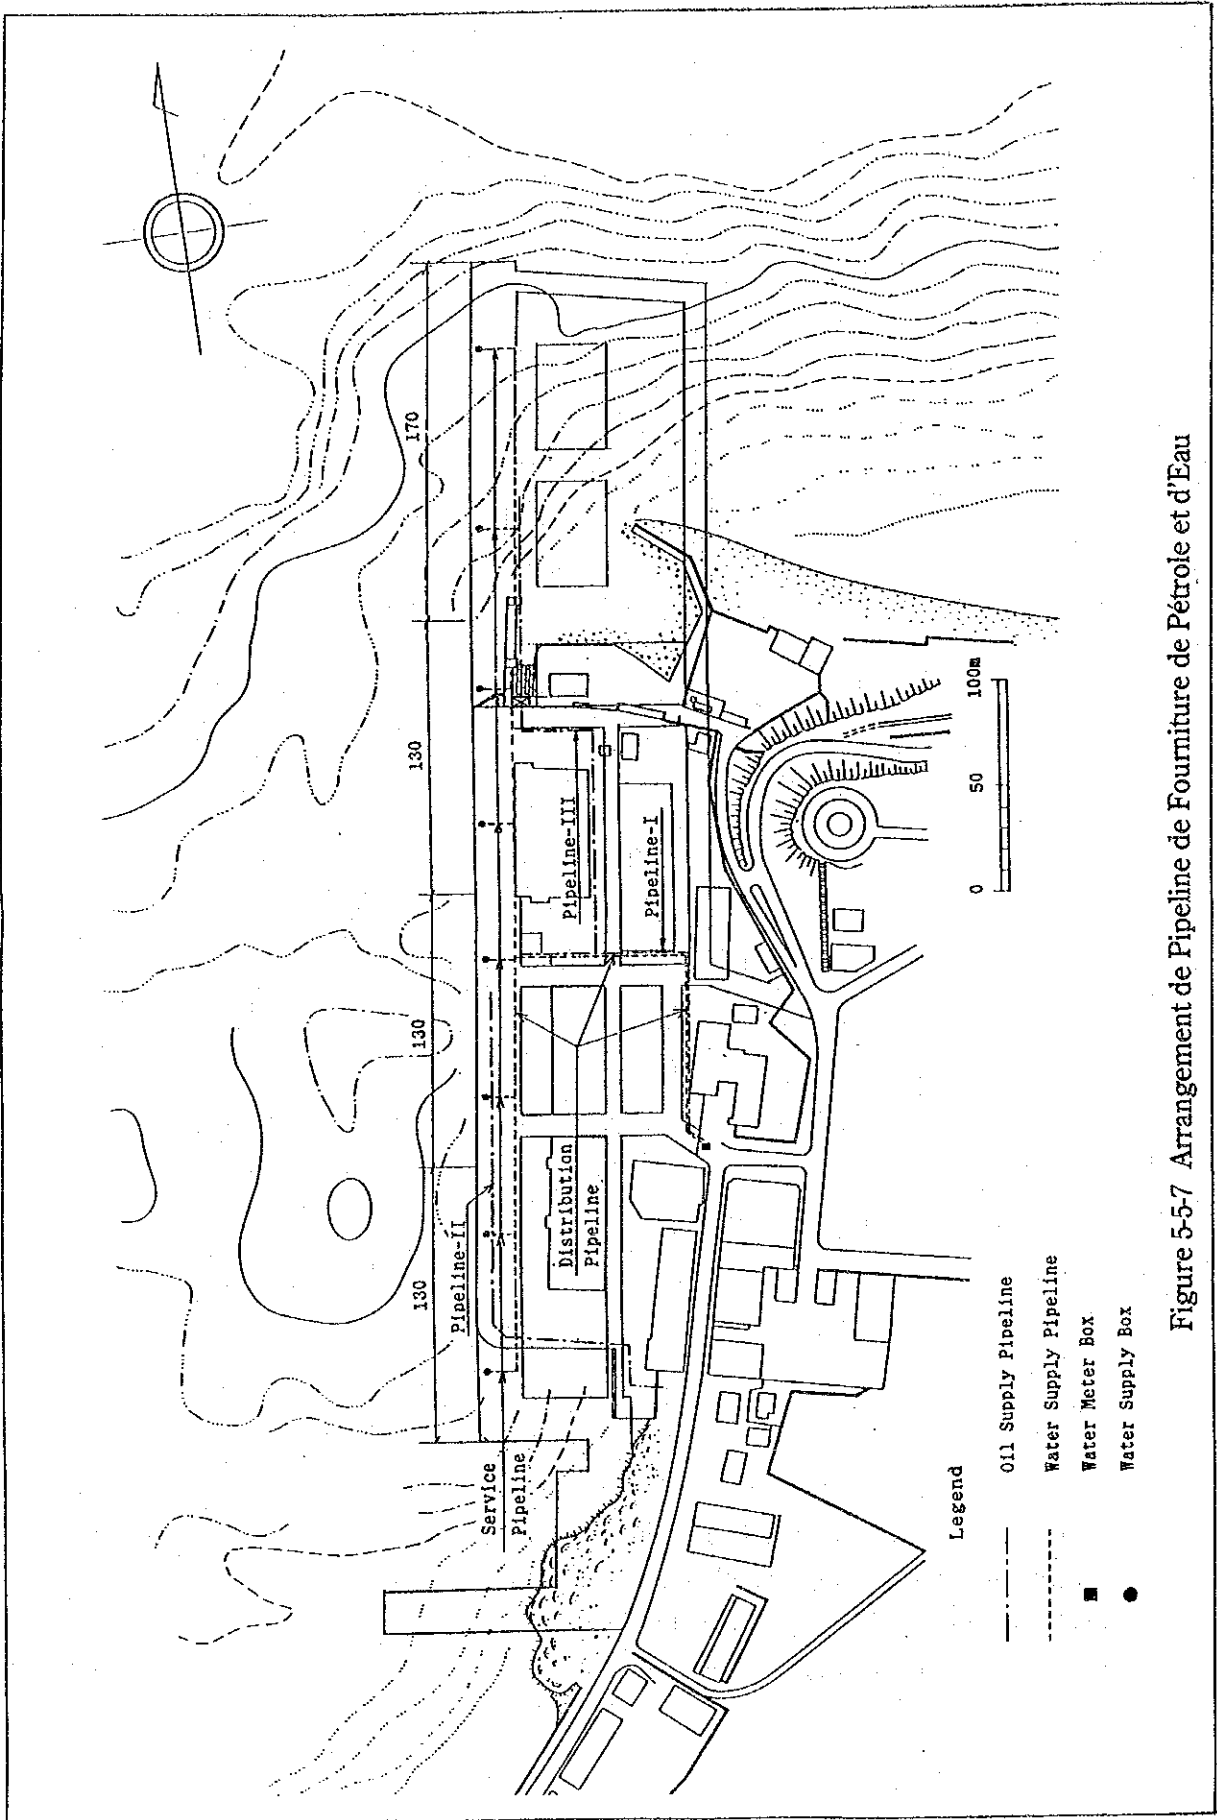 170
130
130
130
Pipeline-III
Pipeline-I
Pipeline-II
Distribution
Pipeline
Service
Pipeline
0
50
100m
Legend
Oil Supply Pipeline
Water Supply Pipeline
Water Meter Box
Water Supply Box
Figure 5-5-7 Arrangement de Pipeline de Fourniture de Pétrole et d'Eau